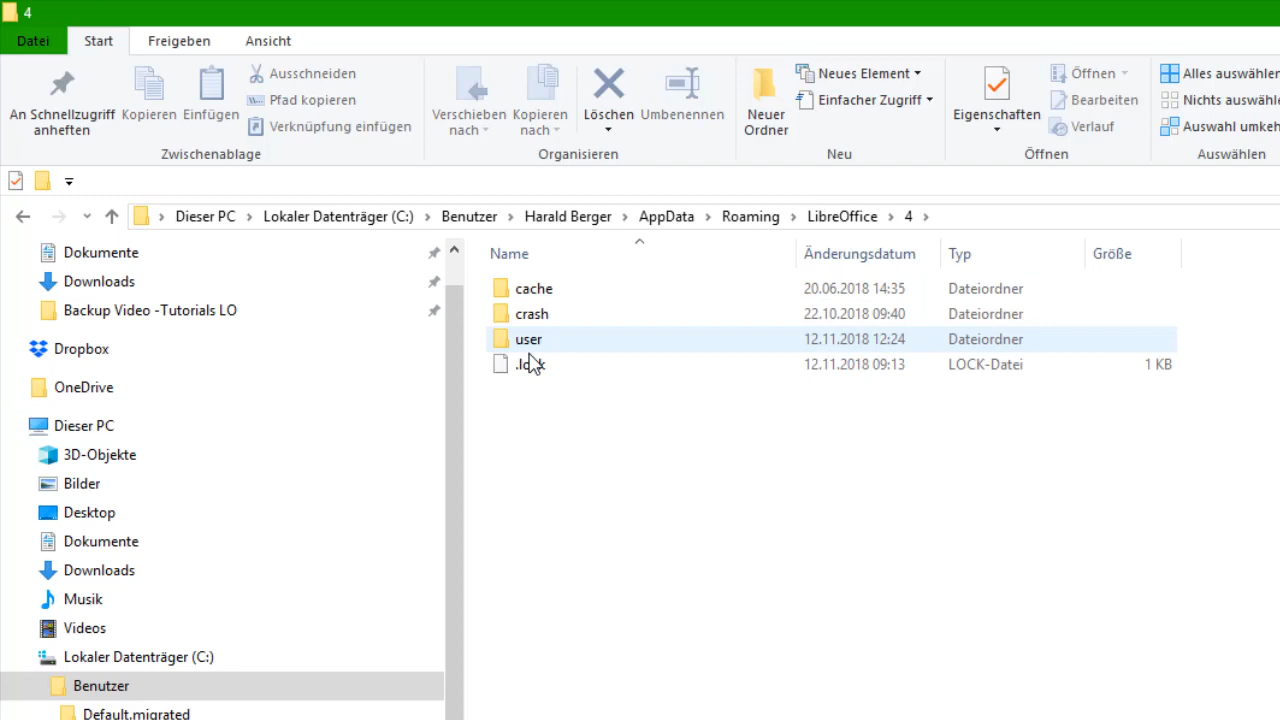 4
Datei Start Freigeben Ansicht
An Schnellzugriff anheften
Kopieren
Einfügen
Ausschneiden
Pfad kopieren
Verknüpfung einfügen
Zwischenablage
Verschieben nach
Kopieren nach
Löschen
Umbenennen
Organisieren
Neuer Ordner
Neues Element
Einfacher Zugriff
Neu
Eigenschaften
Öffnen
Bearbeiten
Verlauf
Öffnen
Alles auswählen
Nichts auswähle
Auswahl umkeh
Auswählen
Dieser PC › Lokaler Datenträger (C:) › Benutzer › Harald Berger › AppData › Roaming › LibreOffice › 4 ›
Dokumente
Downloads
Backup Video -Tutorials LO
Dropbox
OneDrive
Dieser PC
3D-Objekte
Bilder
Desktop
Dokumente
Downloads
Musik
Videos
Lokaler Datenträger (C:)
Benutzer
Default.migrated
Name Änderungsdatum Typ Größe
cache 20.06.2018 14:35 Dateiordner
crash 22.10.2018 09:40 Dateiordner
user 12.11.2018 12:24 Dateiordner
.lock 12.11.2018 09:13 LOCK-Datei 1 KB